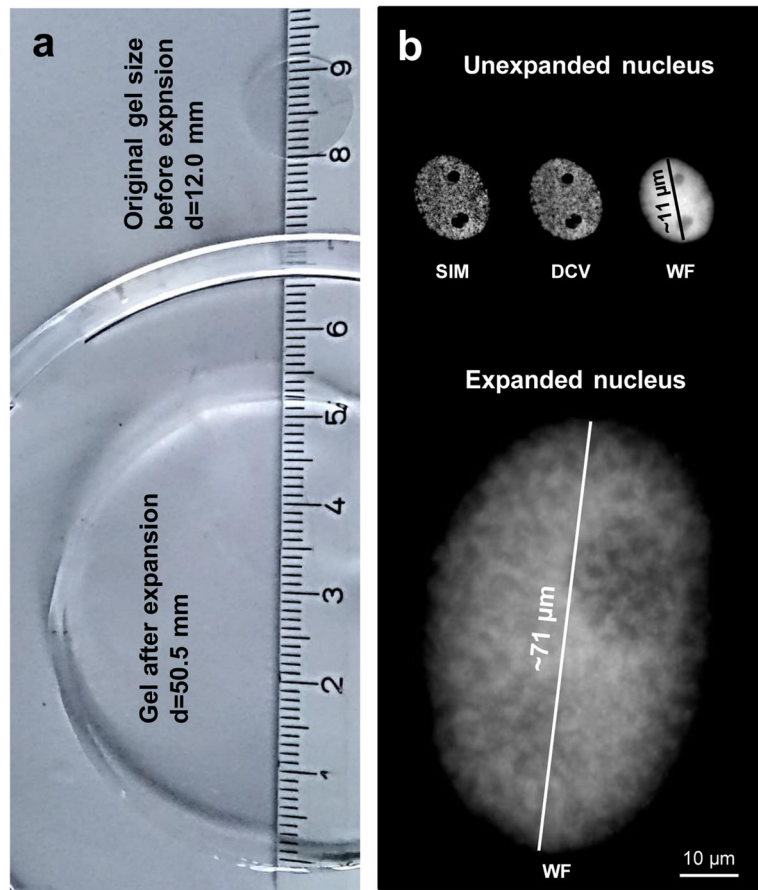 a
Original gel size
before expnsion
d=12.0 mm
9
8
6
5
4
3
2
1
Gel after expansion
d=50.5 mm
b
Unexpanded nucleus
~11 µm
SIM
DCV
WF
Expanded nucleus
~71 µm
WF
10 µm